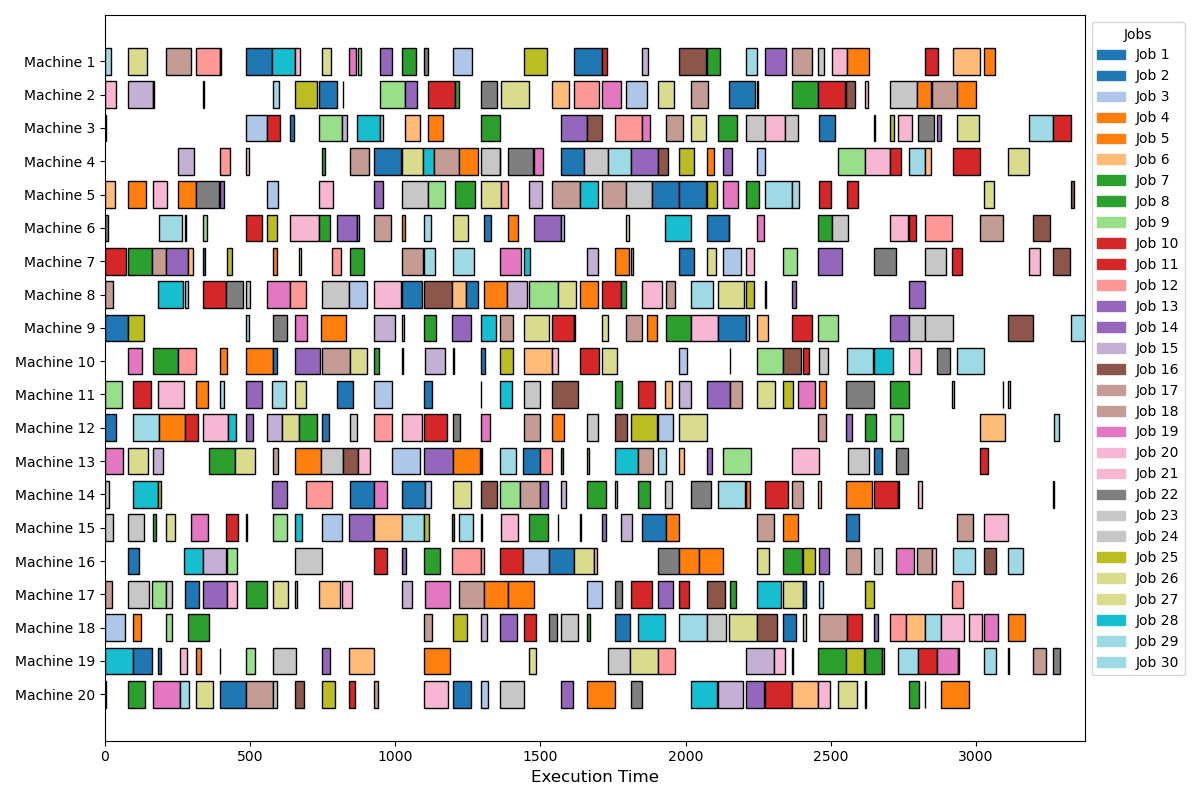 Machine 1
Machine 2
Machine 3
Machine 4
Machine 5
Machine 6
Machine 7
Machine 8
Machine 9
Machine 10
Machine 11
Machine 12
Machine 13
Machine 14
Machine 15
Machine 16
Machine 17
Machine 18
Machine 19
Machine 20
0
500
1000
1500
2000
2500
3000
Execution Time
Jobs
Job 1
Job 2
Job 3
Job 4
Job 5
Job 6
Job 7
Job 8
Job 9
Job 10
Job 11
Job 12
Job 13
Job 14
Job 15
Job 16
Job 17
Job 18
Job 19
Job 20
Job 21
Job 22
Job 23
Job 24
Job 25
Job 26
Job 27
Job 28
Job 29
Job 30